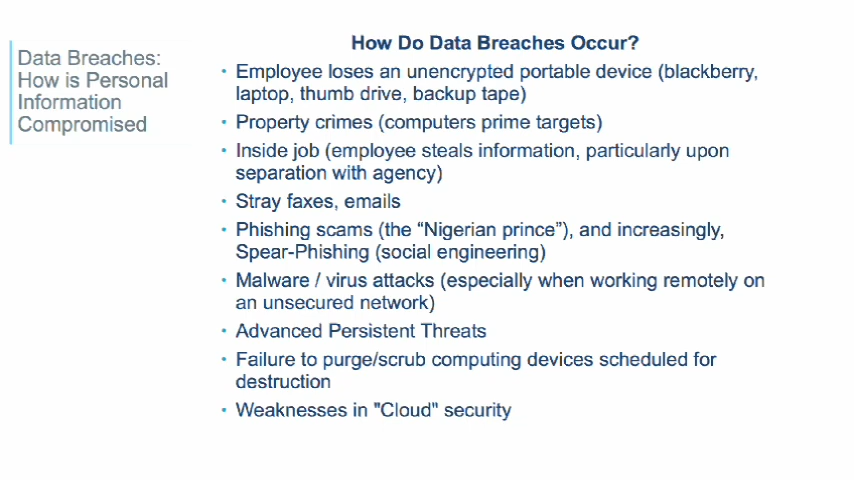 Data Breaches:
How is Personal
Information
Compromised
How Do Data Breaches Occur?
• Employee loses an unencrypted portable device (blackberry,
laptop, thumb drive, backup tape)
• Property crimes (computers prime targets)
• Inside job (employee steals information, particularly upon
separation with agency)
• Stray faxes, emails
• Phishing scams (the “Nigerian prince”), and increasingly,
Spear-Phishing (social engineering)
• Malware / virus attacks (especially when working remotely on
an unsecured network)
• Advanced Persistent Threats
• Failure to purge/scrub computing devices scheduled for
destruction
• Weaknesses in "Cloud" security